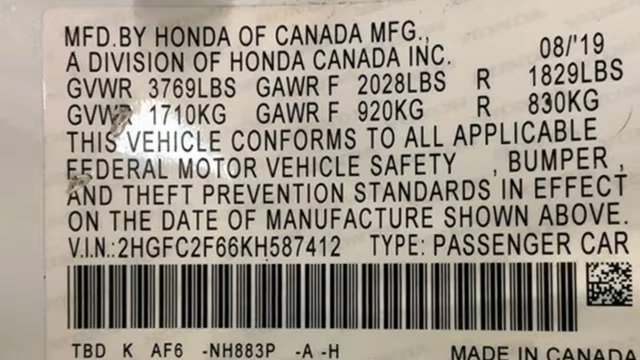 MFD.BY HONDA OF CANADA MFG.,
A DIVISION OF HONDA CANADA INC. 08/'19
GVWR 3769LBS GAWR F 2028LBS R 1829LBS
GVWR 1710KG GAWR F 920KG R 830KG
THIS VEHICLE CONFORMS TO ALL APPLICABLE
FEDERAL MOTOR VEHICLE SAFETY , BUMPER ,
AND THEFT PREVENTION STANDARDS IN EFFECT
ON THE DATE OF MANUFACTURE SHOWN ABOVE.
V.I.N.:2HGFC2F66KH587412 TYPE: PASSENGER CAR
TBD K AF6 -NH883P -A -H MADE IN CANADA